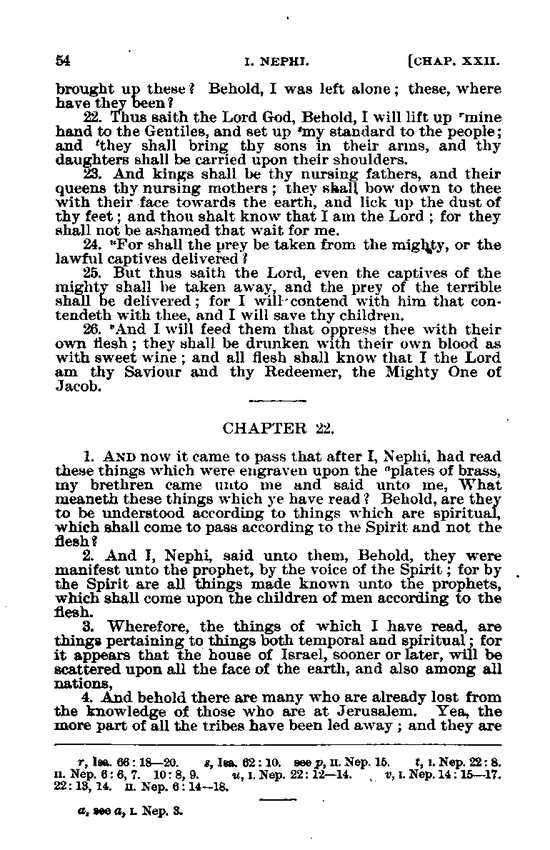 54 I. NEPHI. [CHAP. XXII.
brought up these? Behold, I was left alone; these, where
have they been?
22. Thus saith the Lord God, Behold, I will lift up ʳmine
hand to the Gentiles, and set up ˢmy standard to the people;
and ᵗthey shall bring thy sons in their arms, and thy
daughters shall be carried upon their shoulders.
23. And kings shall be thy nursing fathers, and their
queens thy nursing mothers; they shall bow down to thee
with their face towards the earth, and lick up the dust of
thy feet; and thou shalt know that I am the Lord; for they
shall not be ashamed that wait for me.
24. ᵘFor shall the prey be taken from the mighty, or the
lawful captives delivered?
25. But thus saith the Lord, even the captives of the
mighty shall be taken away, and the prey of the terrible
shall be delivered; for I will contend with him that con-
tendeth with thee, and I will save thy children.
26. ᵛAnd I will feed them that oppress thee with their
own flesh; they shall be drunken with their own blood as
with sweet wine; and all flesh shall know that I the Lord
am thy Saviour and thy Redeemer, the Mighty One of
Jacob.
CHAPTER 22.
1. AND now it came to pass that after I, Nephi, had read
these things which were engraven upon the ᵃplates of brass,
my brethren came unto me and said unto me, What
meaneth these things which ye have read? Behold, are they
to be understood according to things which are spiritual,
which shall come to pass according to the Spirit and not the
flesh?
2. And I, Nephi, said unto them, Behold, they were
manifest unto the prophet, by the voice of the Spirit; for by
the Spirit are all things made known unto the prophets,
which shall come upon the children of men according to the
flesh.
3. Wherefore, the things of which I have read, are
things pertaining to things both temporal and spiritual; for
it appears that the house of Israel, sooner or later, will be
scattered upon all the face of the earth, and also among all
nations,
4. And behold there are many who are already lost from
the knowledge of those who are at Jerusalem. Yea, the
more part of all the tribes have been led away; and they are
r, Isa. 66:18—20. s, Isa. 62:10. see p, II. Nep. 15. t, I. Nep. 22:8.
II. Nep. 6:6, 7. 10:8, 9. u, I. Nep. 22:12—14. v, I. Nep. 14:15—17.
22:13, 14. II. Nep. 6:14—18.
a, see a, I. Nep. 3.